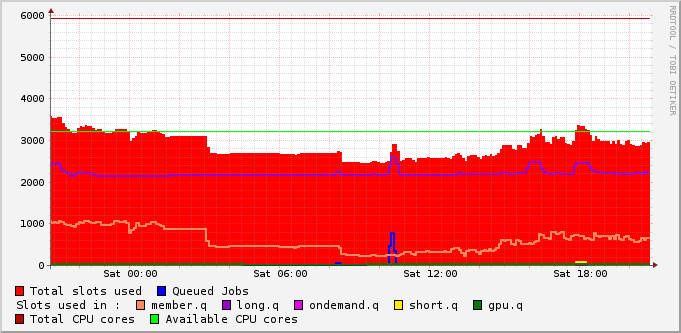 6000
5000
4000
3000
2000
1000
0
Sat 00:00 Sat 06:00 Sat 12:00 Sat 18:00
RRDTOOL / TOBI OETIKER
Total slots used Queued Jobs
Slots used in : member.q long.q ondemand.q short.q gpu.q
Total CPU cores Available CPU cores